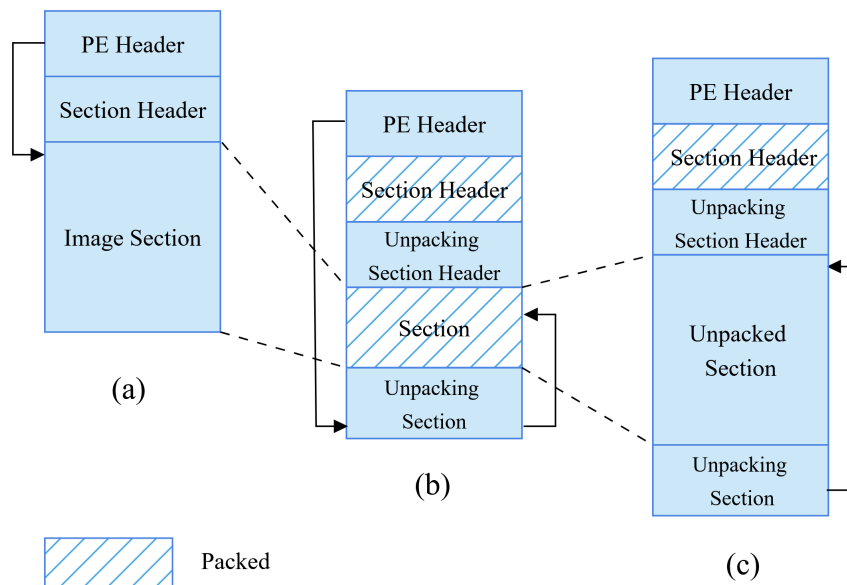 PE Header
Section Header
Image Section
(a)
PE Header
Section Header
Unpacking
Section Header
Section
Unpacking
Section
(b)
PE Header
Section Header
Unpacking
Section Header
Unpacked
Section
Unpacking
Section
(c)
Packed